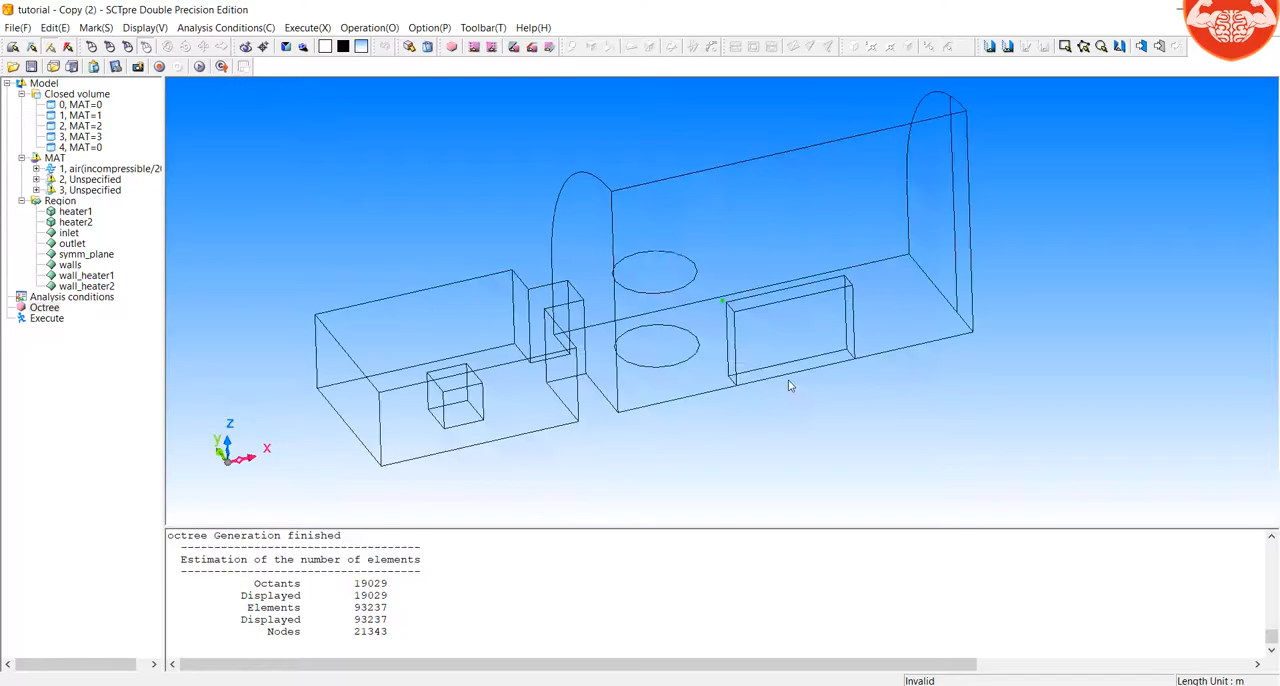 tutorial - Copy (2) - SCTpre Double Precision Edition
File(F) Edit(E) Mark(S) Display(V) Analysis Conditions(C) Execute(X) Operation(O) Option(P) Toolbar(T) Help(H)
Model
Closed volume
0, MAT=0
1, MAT=1
2, MAT=2
3, MAT=3
4, MAT=0
MAT
1, air(incompressible/20
2, Unspecified
3, Unspecified
Region
heater1
heater2
inlet
outlet
symm_plane
walls
wall_heater1
wall_heater2
Analysis conditions
Octree
Execute
Z
y
X
octree Generation finished
------------------------------------
Estimation of the number of elements
------------------------------------
Octants 19029
Displayed 19029
Elements 93237
Displayed 93237
Nodes 21343
Invalid
Length Unit : m